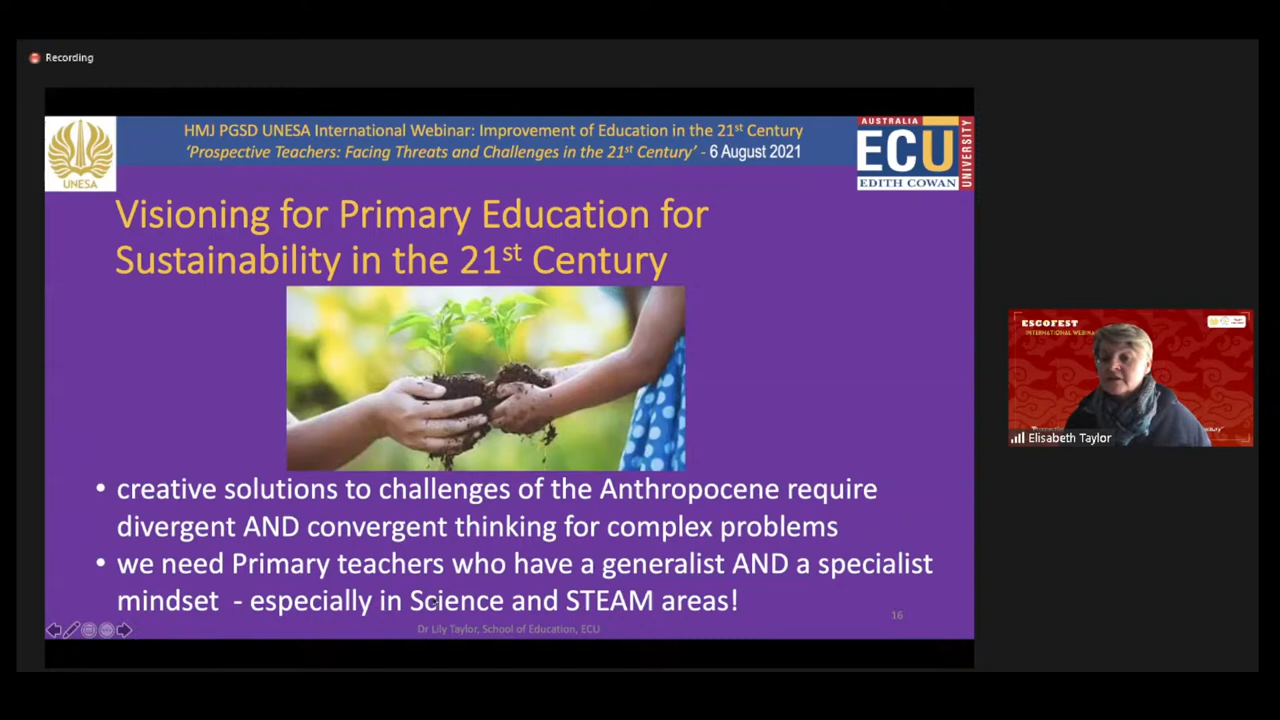 Recording
HMJ PGSD UNESA International Webinar: Improvement of Education in the 21st Century
'Prospective Teachers: Facing Threats and Challenges in the 21st Century' - 6 August 2021
UNESA
AUSTRALIA
ECU
EDITH COWAN
UNIVERSITY
Visioning for Primary Education for
Sustainability in the 21st Century
• creative solutions to challenges of the Anthropocene require
divergent AND convergent thinking for complex problems
• we need Primary teachers who have a generalist AND a specialist
mindset - especially in Science and STEAM areas!
16
Dr Lily Taylor, School of Education, ECU
ESCOFEST
INTERNATIONAL WEBINAR
Elisabeth Taylor